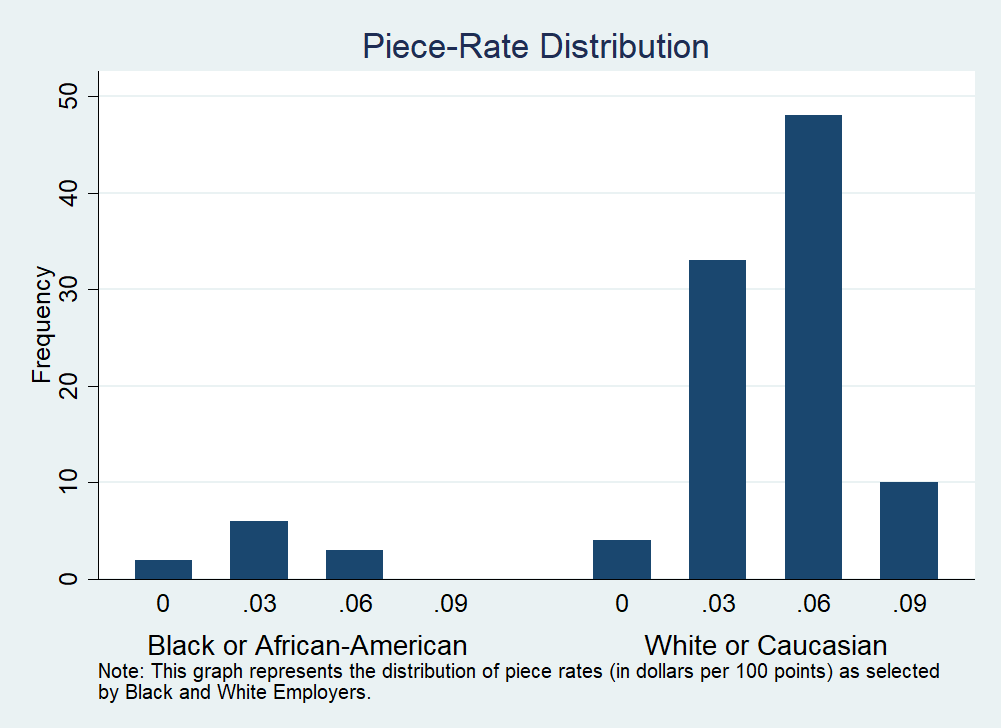 Piece-Rate Distribution
Frequency
50
40
30
20
10
0
0 .03 .06 .09 0 .03 .06 .09
Black or African-American White or Caucasian
Note: This graph represents the distribution of piece rates (in dollars per 100 points) as selected
by Black and White Employers.